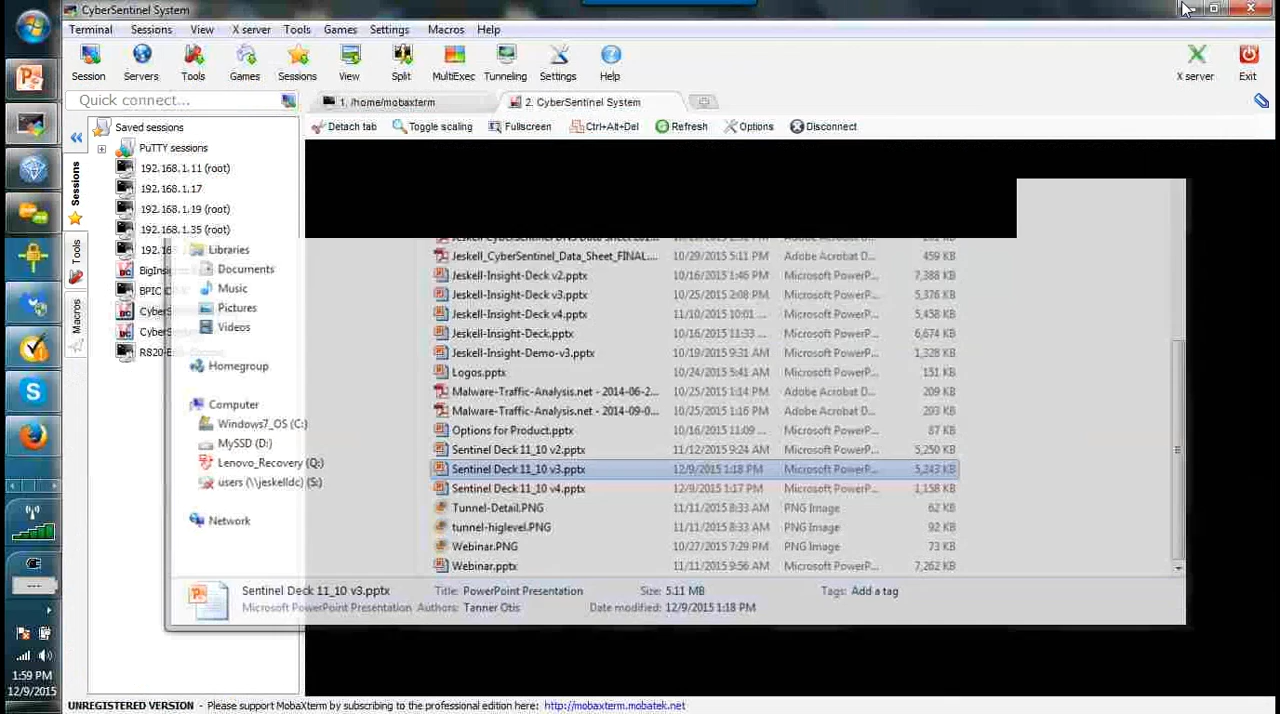 CyberSentinel System
Terminal Sessions View X server Tools Games Settings Macros Help
Session Servers Tools Games Sessions View Split MultiExec Tunneling Settings Help X server Exit
Quick connect...
1. /home/mobaxterm
2. CyberSentinel System
Detach tab Toggle scaling Fullscreen Ctrl+Alt+Del Refresh Options Disconnect
Sessions
Tools
Macros
Saved sessions
PuTTY sessions
192.168.1.11 (root)
192.168.1.17
192.168.1.19 (root)
192.168.1.35 (root)
192.168
BPIC
Libraries
Documents
Music
Pictures
Videos
Homegroup
Computer
Windows7_OS (C:)
MySSD (D:)
Lenovo_Recovery (Q:)
users (\\jeskelldc) (S:)
Network
Jeskell_CyberSentinel_Data_Sheet_FINAL.... 10/29/2015 5:11 PM Adobe Acrobat D... 459 KB
Jeskell-Insight-Deck v2.pptx 10/16/2015 1:46 PM Microsoft PowerP... 7,388 KB
Jeskell-Insight-Deck v3.pptx 10/25/2015 2:08 PM Microsoft PowerP... 5,376 KB
Jeskell-Insight-Deck v4.pptx 11/10/2015 10:01 ... Microsoft PowerP... 5,458 KB
Jeskell-Insight-Deck.pptx 10/16/2015 11:33 ... Microsoft PowerP... 6,674 KB
Jeskell-Insight-Demo-v3.pptx 10/19/2015 9:31 AM Microsoft PowerP... 1,328 KB
Logos.pptx 10/24/2015 5:41 AM Microsoft PowerP... 151 KB
Malware-Traffic-Analysis.net - 2014-06-2... 10/25/2015 1:14 PM Adobe Acrobat D... 209 KB
Malware-Traffic-Analysis.net - 2014-09-0... 10/25/2015 1:16 PM Adobe Acrobat D... 293 KB
Options for Product.pptx 10/16/2015 11:09 ... Microsoft PowerP... 87 KB
Sentinel Deck 11_10 v2.pptx 11/12/2015 9:24 AM Microsoft PowerP... 5,250 KB
Sentinel Deck 11_10 v3.pptx 12/9/2015 1:18 PM Microsoft PowerP... 5,243 KB
Sentinel Deck 11_10 v4.pptx 12/9/2015 1:17 PM Microsoft PowerP... 1,158 KB
Tunnel-Detail.PNG 11/11/2015 8:33 AM PNG Image 62 KB
tunnel-higlevel.PNG 11/11/2015 8:33 AM PNG Image 92 KB
Webinar.PNG 10/27/2015 7:29 PM PNG Image 73 KB
Webinar.pptx 11/11/2015 9:56 AM Microsoft PowerP... 7,262 KB
Sentinel Deck 11_10 v3.pptx Title: PowerPoint Presentation Size: 5.11 MB Tags: Add a tag
Microsoft PowerPoint Presentation Authors: Tanner Otis Date modified: 12/9/2015 1:18 PM
1:59 PM
12/9/2015
UNREGISTERED VERSION - Please support MobaXterm by subscribing to the professional edition here: http://mobaxterm.mobatek.net